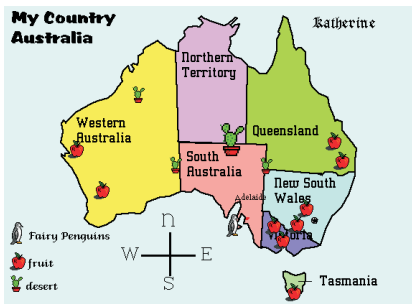 My Country
Australia
Katherine
Northern
Territory
Western
Australia
Queensland
South
Australia
New South
Wales
Adelaide
Victoria
Fairy Penguins
fruit
desert
N
W
E
S
Tasmania